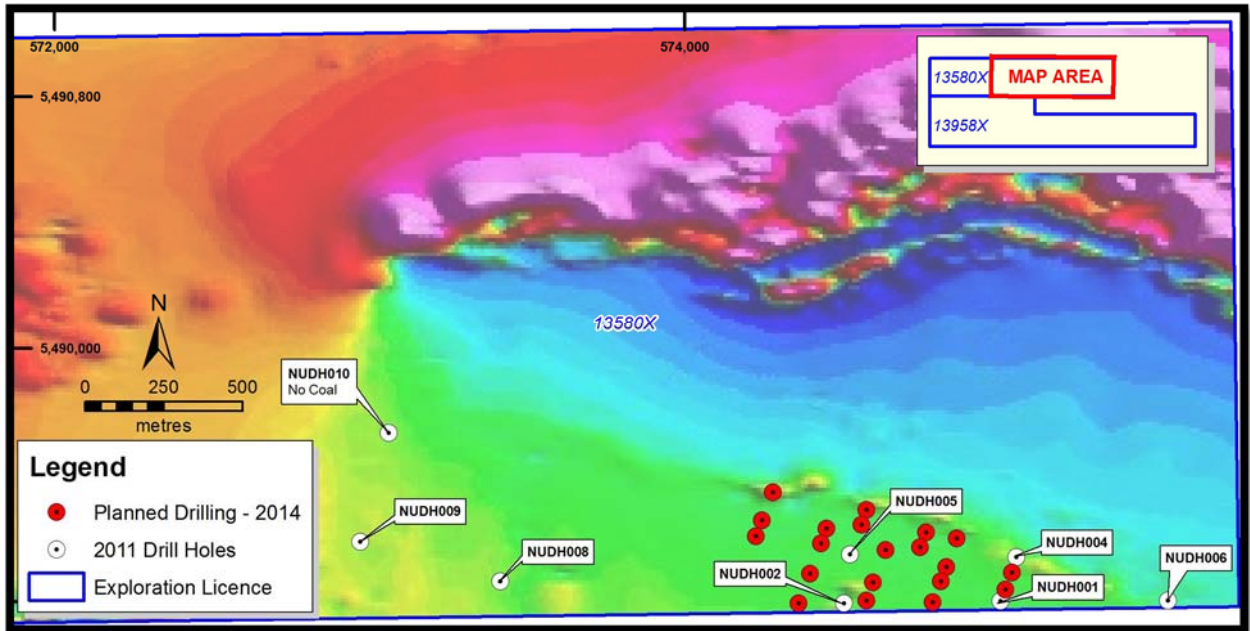 572,000
574,000
5,490,800
13580X
MAP AREA
13958X
13580X
N
5,490,000
0 250 500
metres
NUDH010
No Coal
Legend
Planned Drilling - 2014
2011 Drill Holes
Exploration Licence
NUDH009
NUDH008
NUDH005
NUDH002
NUDH004
NUDH001
NUDH006